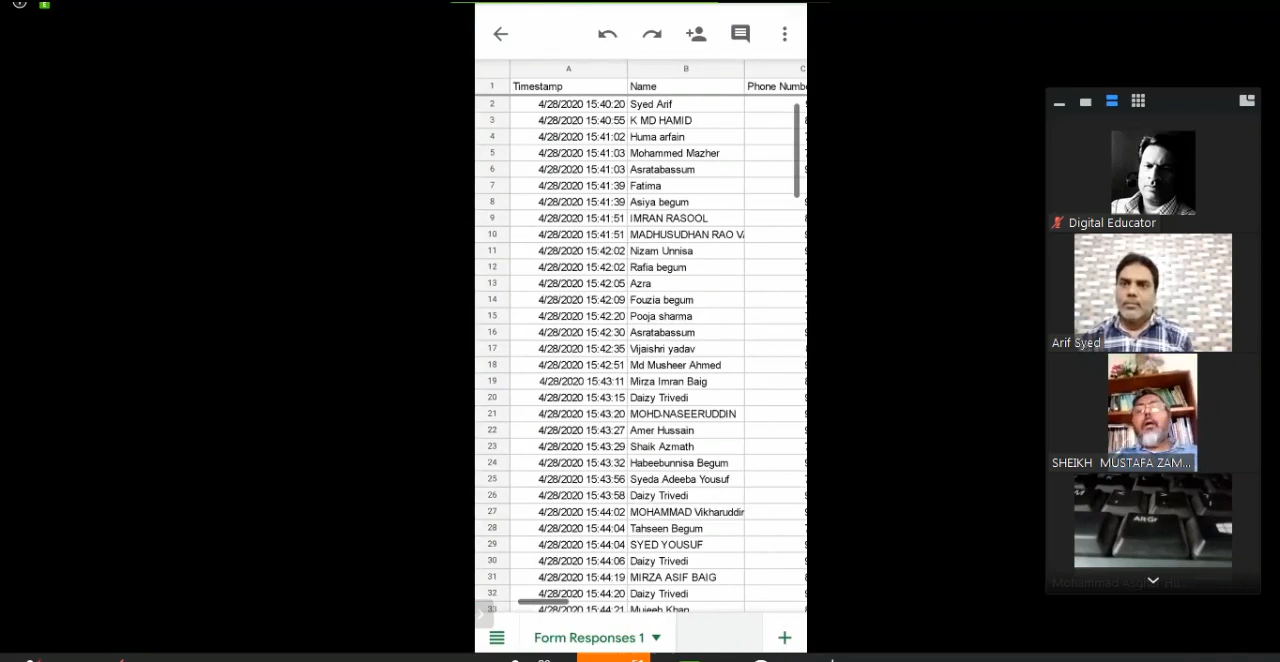 A B C
1 Timestamp Name Phone Numb
2 4/28/2020 15:40:20 Syed Arif
3 4/28/2020 15:40:55 K MD HAMID
4 4/28/2020 15:41:02 Huma arfain
5 4/28/2020 15:41:03 Mohammed Mazher
6 4/28/2020 15:41:03 Asratabassum
7 4/28/2020 15:41:39 Fatima
8 4/28/2020 15:41:39 Asiya begum
9 4/28/2020 15:41:51 IMRAN RASOOL
10 4/28/2020 15:41:51 MADHUSUDHAN RAO
11 4/28/2020 15:42:02 Nizam Unnisa
12 4/28/2020 15:42:02 Rafia begum
13 4/28/2020 15:42:05 Azra
14 4/28/2020 15:42:09 Fouzia begum
15 4/28/2020 15:42:20 Pooja sharma
16 4/28/2020 15:42:30 Asratabassum
17 4/28/2020 15:42:35 Vijaishri yadav
18 4/28/2020 15:42:51 Md Musheer Ahmed
19 4/28/2020 15:43:11 Mirza Imran Baig
20 4/28/2020 15:43:15 Daizy Trivedi
21 4/28/2020 15:43:20 MOHD-NASEERUDDIN
22 4/28/2020 15:43:27 Amer Hussain
23 4/28/2020 15:43:29 Shaik Azmath
24 4/28/2020 15:43:32 Habeebunnisa Begum
25 4/28/2020 15:43:56 Syeda Adeeba Yousuf
26 4/28/2020 15:43:58 Daizy Trivedi
27 4/28/2020 15:44:02 MOHAMMAD Vikharuddin
28 4/28/2020 15:44:04 Tahseen Begum
29 4/28/2020 15:44:04 SYED YOUSUF
30 4/28/2020 15:44:06 Daizy Trivedi
31 4/28/2020 15:44:19 MIRZA ASIF BAIG
32 4/28/2020 15:44:20 Daizy Trivedi
33 4/28/2020 15:44:21 Mujeeb Khan
Form Responses 1
Digital Educator
Arif Syed
SHEIKH MUSTAFA ZAM...
Alt Gr
Mohammad